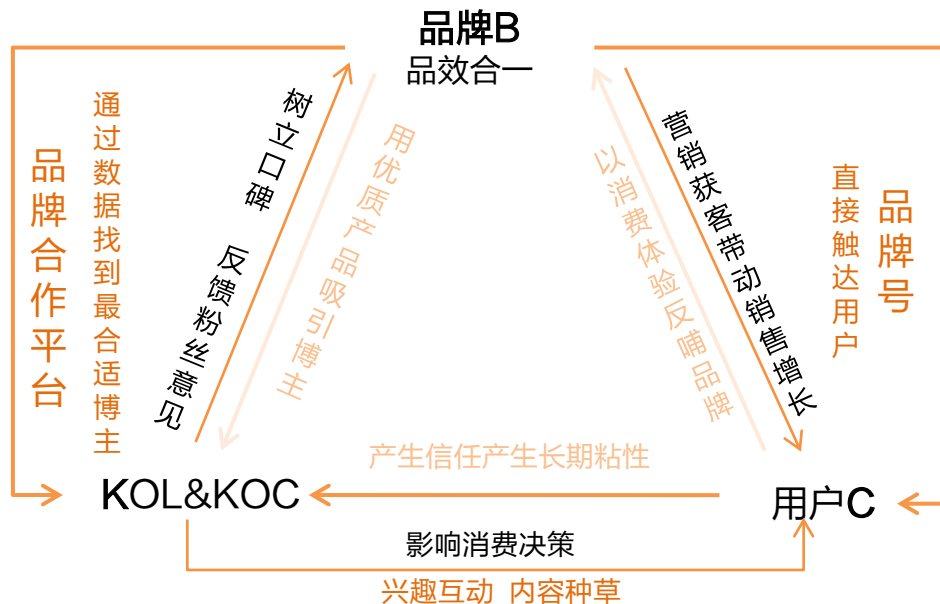 品牌B
品效合一
品牌合作平台
通过数据找到最合适博主
树立口碑 反馈粉丝意见
用优质产品吸引博主
以消费体验反哺品牌
营销获客带动销售增长
直接触达用户
品牌号
产生信任产生长期粘性
KOL&KOC
用户C
影响消费决策
兴趣互动 内容种草